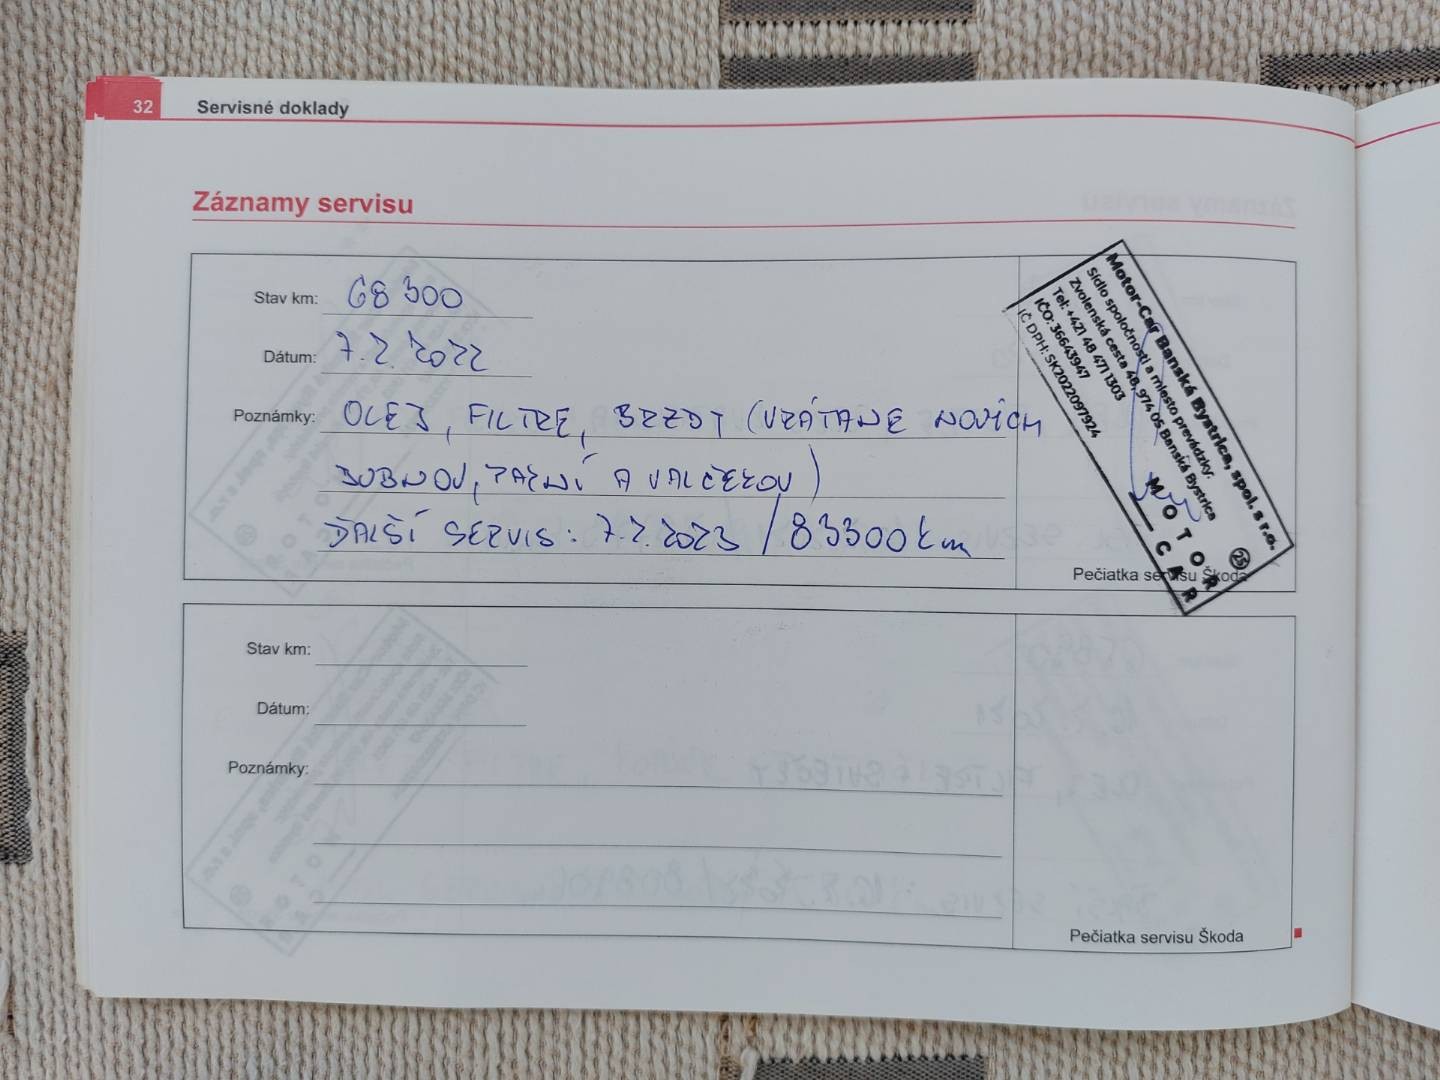 32 Servisné doklady
Záznamy servisu
Stav km: 68 300
Dátum: 7.2.2022
Poznámky: OLEJ, FILTRE, BRZDY (VRÁTANE NOVÍCH
BUBNOV, ČEĽUSTÍ A VALČEKOV)
ĎALŠÍ SERVIS: 7.2.2023 / 83300 km
Motor-Car Banská Bystrica, spol. s r.o.
Sídlo spoločnosti a miesto prevádzky:
Zvolenská cesta 48, 974 05 Banská Bystrica
Tel: +421 48 471 1303
IČO: 36643947
IČ DPH: SK2022097924
MOTOR
CAR
25
Pečiatka servisu Škoda
Stav km:
Dátum:
Poznámky:
Pečiatka servisu Škoda